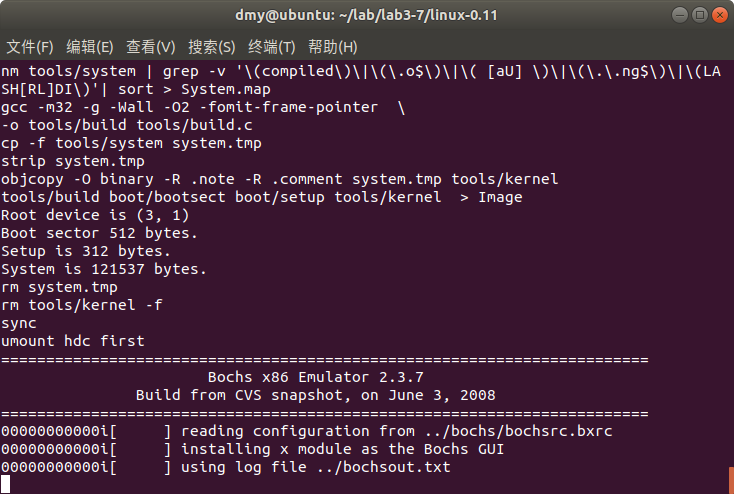 dmy@ubuntu: ~/lab/lab3-7/linux-0.11
文件(F) 编辑(E) 查看(V) 搜索(S) 终端(T) 帮助(H)
nm tools/system | grep -v '\(compiled\)\|\(\.o$\)\|\( [aU] \)\|\(\.\.ng$\)\|\(LA
SH[RL]DI\)'| sort > System.map
gcc -m32 -g -Wall -O2 -fomit-frame-pointer  \
-o tools/build tools/build.c
cp -f tools/system system.tmp
strip system.tmp
objcopy -O binary -R .note -R .comment system.tmp tools/kernel
tools/build boot/bootsect boot/setup tools/kernel  > Image
Root device is (3, 1)
Boot sector 512 bytes.
Setup is 312 bytes.
System is 121537 bytes.
rm system.tmp
rm tools/kernel -f
sync
umount hdc first
========================================================================
                       Bochs x86 Emulator 2.3.7
               Build from CVS snapshot, on June 3, 2008
========================================================================
00000000000i[     ] reading configuration from ../bochs/bochsrc.bxrc
00000000000i[     ] installing x module as the Bochs GUI
00000000000i[     ] using log file ../bochsout.txt